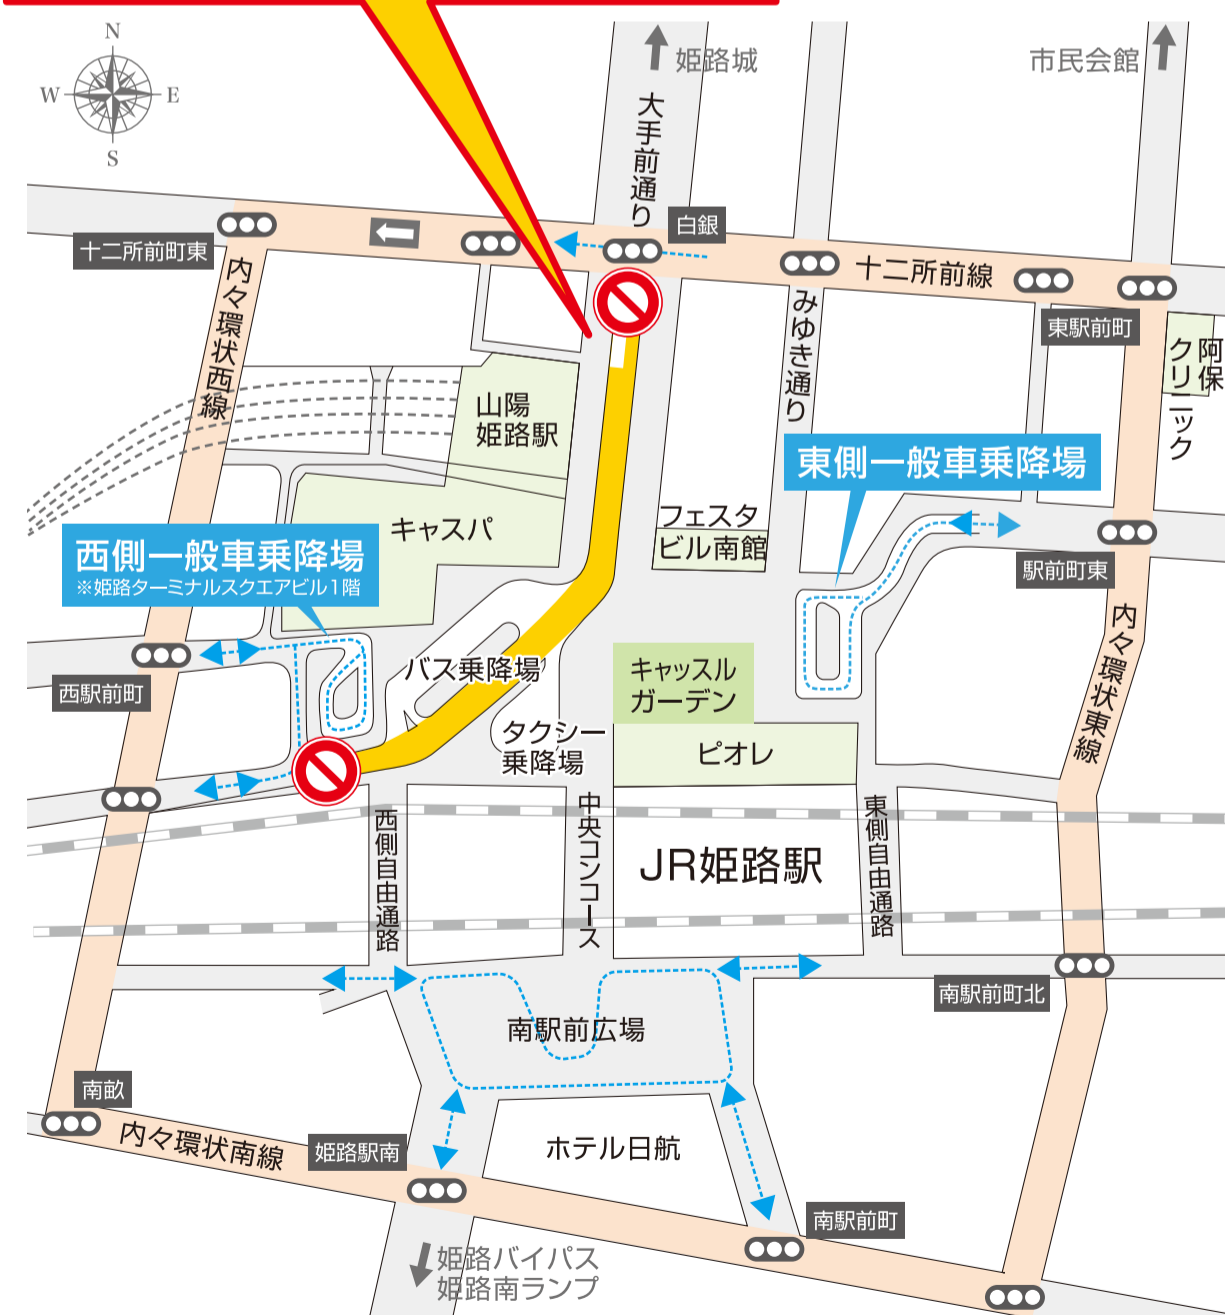 N
W
E
S
姫路城
市民会館
大手前通り
白銀
十二所前町東
十二所前線
東駅前町
内々環状西線
みゆき通り
阿保
クリニック
山陽
姫路駅
東側一般車乗降場
キャスパ
フェスタ
ビル南館
西側一般車乗降場
※姫路ターミナルスクエアビル1階
駅前町東
内々環状東線
西駅前町
バス乗降場
キャッスル
ガーデン
タクシー
乗降場
ピオレ
西側自由通路
中央コンコース
JR姫路駅
東側自由通路
南駅前町北
南駅前広場
南畝
内々環状南線
姫路駅南
ホテル日航
南駅前町
姫路バイパス
姫路南ランプ